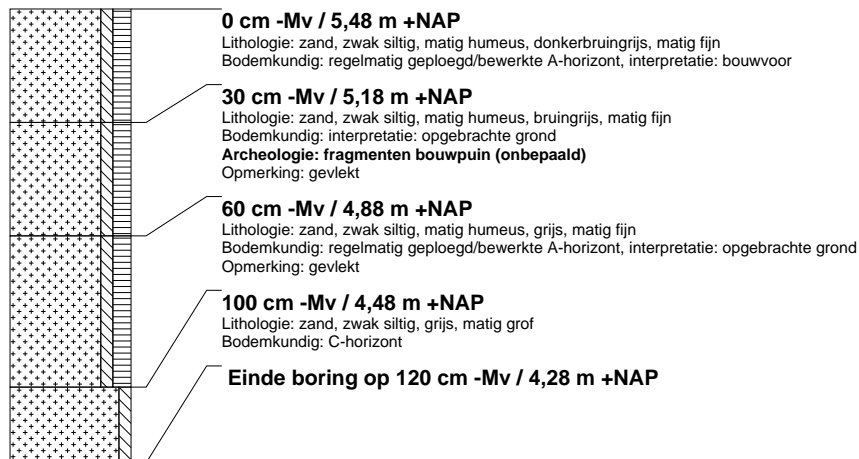 0 cm -Mv / 5,48 m +NAP
Lithologie: zand, zwak siltig, matig humeus, donkerbruingrijs, matig fijn
Bodemkundig: regelmatig geploegd/bewerkte A-horizont, interpretatie: bouwvoor
30 cm -Mv / 5,18 m +NAP
Lithologie: zand, zwak siltig, matig humeus, bruingrijs, matig fijn
Bodemkundig: interpretatie: opgebrachte grond
Archeologie: fragmenten bouwpuin (onbepaald)
Opmerking: gevlekt
60 cm -Mv / 4,88 m +NAP
Lithologie: zand, zwak siltig, matig humeus, grijs, matig fijn
Bodemkundig: regelmatig geploegd/bewerkte A-horizont, interpretatie: opgebrachte grond
Opmerking: gevlekt
100 cm -Mv / 4,48 m +NAP
Lithologie: zand, zwak siltig, grijs, matig grof
Bodemkundig: C-horizont
Einde boring op 120 cm -Mv / 4,28 m +NAP